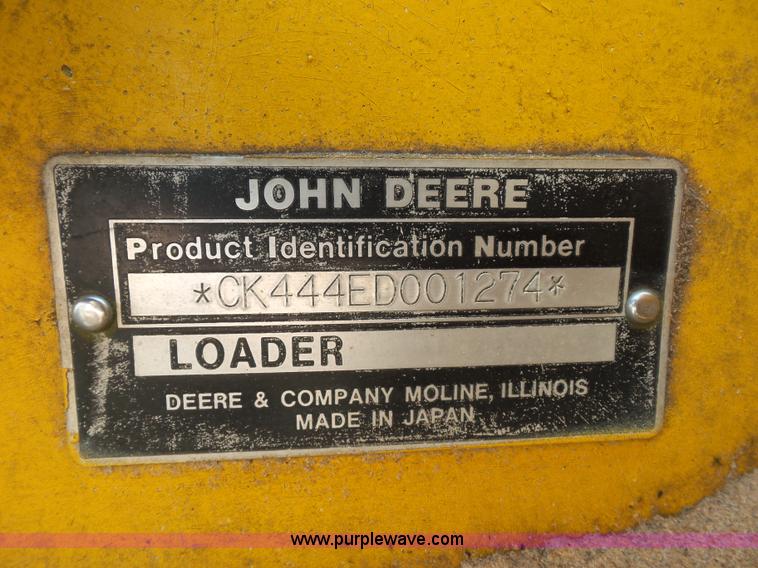 JOHN DEERE
Product Identification Number
*CK444ED001274*
LOADER
DEERE & COMPANY MOLINE, ILLINOIS
MADE IN JAPAN
www.purplewave.com